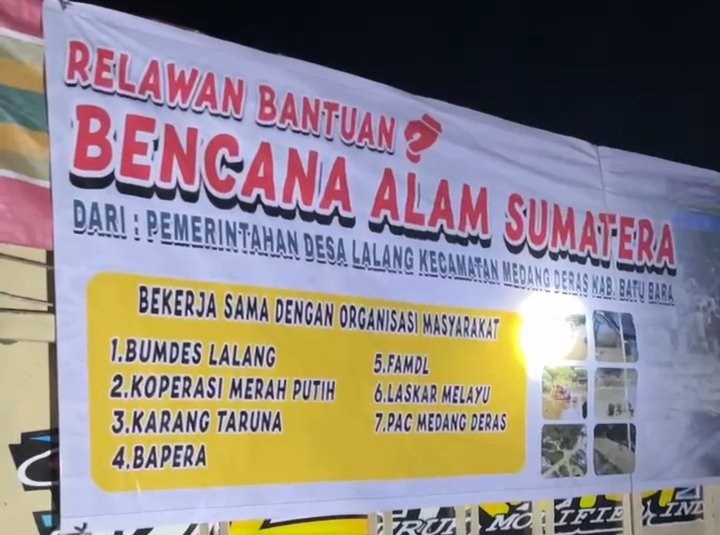 RELAWAN BANTUAN
BENCANA ALAM SUMATERA
DARI : PEMERINTAHAN DESA LALANG KECAMATAN MEDANG DERAS KAB. BATU BARA
BEKERJA SAMA DENGAN ORGANISASI MASYARAKAT
1.BUMDES LALANG
2.KOPERASI MERAH PUTIH
3.KARANG TARUNA
4.BAPERA
5.FAMDL
6.LASKAR MELAYU
7.PAC MEDANG DERAS